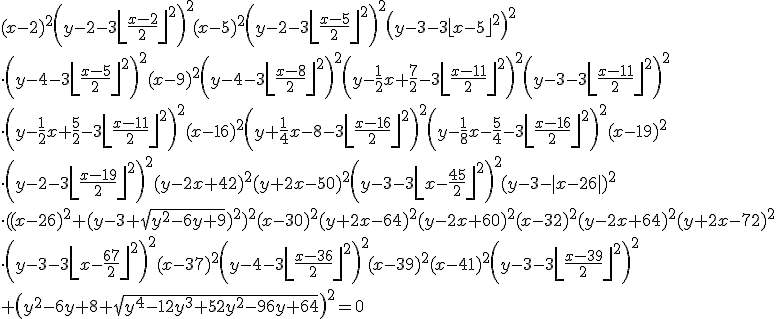 (x-2)^2(y-2-3⌊(x-2)/2⌋^2)^2(x-5)^2(y-2-3⌊(x-5)/2⌋^2)^2(y-3-3⌊x-5⌋^2)^2
·(y-4-3⌊(x-5)/2⌋^2)^2(x-9)^2(y-4-3⌊(x-8)/2⌋^2)^2(y-1/2x+7/2-3⌊(x-11)/2⌋^2)^2(y-3-3⌊(x-11)/2⌋^2)^2
·(y-1/2x+5/2-3⌊(x-11)/2⌋^2)^2(x-16)^2(y+1/4x-8-3⌊(x-16)/2⌋^2)^2(y-1/8x-5/4-3⌊(x-16)/2⌋^2)^2(x-19)^2
·(y-2-3⌊(x-19)/2⌋^2)^2(y-2x+42)^2(y+2x-50)^2(y-3-3⌊x-45/2⌋^2)^2(y-3-|x-26|)^2
·((x-26)^2+(y-3+√(y^2-6y+9))^2)^2(x-30)^2(y+2x-64)^2(y-2x+60)^2(x-32)^2(y-2x+64)^2(y+2x-72)^2
·(y-3-3⌊x-67/2⌋^2)^2(x-37)^2(y-4-3⌊(x-36)/2⌋^2)^2(x-39)^2(x-41)^2(y-3-3⌊(x-39)/2⌋^2)^2
+(y^2-6y+8+√(y^4-12y^3+52y^2-96y+64))^2=0